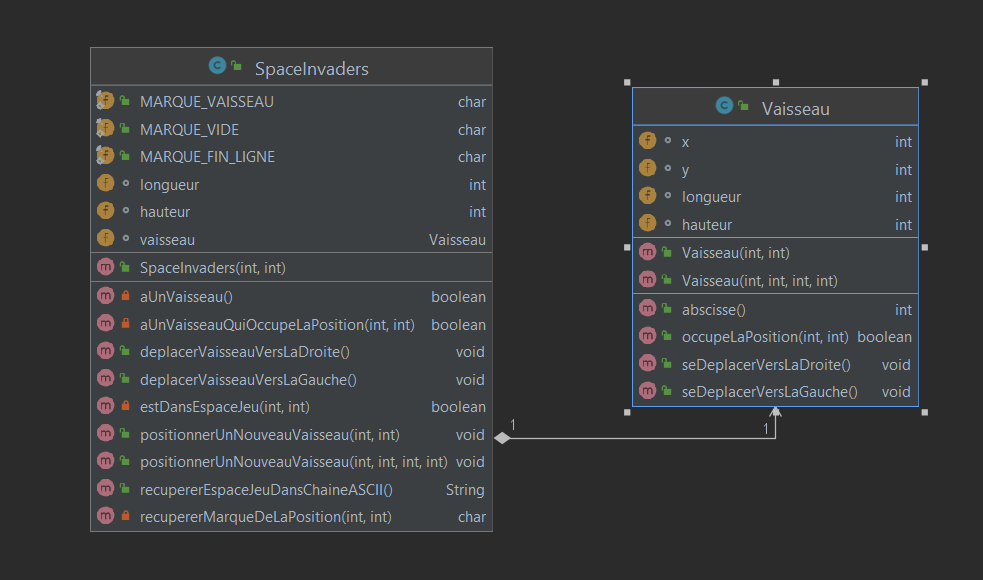 SpaceInvaders
MARQUE_VAISSEAU char
MARQUE_VIDE char
MARQUE_FIN_LIGNE char
longueur int
hauteur int
vaisseau Vaisseau
SpaceInvaders(int, int)
aUnVaisseau() boolean
aUnVaisseauQuiOccupeLaPosition(int, int) boolean
deplacerVaisseauVersLaDroite() void
deplacerVaisseauVersLaGauche() void
estDansEspaceJeu(int, int) boolean
positionnerUnNouveauVaisseau(int, int) void
positionnerUnNouveauVaisseau(int, int, int, int) void
recupererEspaceJeuDansChaineASCII() String
recupererMarqueDeLaPosition(int, int) char
1
1
Vaisseau
x int
y int
longueur int
hauteur int
Vaisseau(int, int)
Vaisseau(int, int, int, int)
abscisse() int
occupeLaPosition(int, int) boolean
seDeplacerVersLaDroite() void
seDeplacerVersLaGauche() void